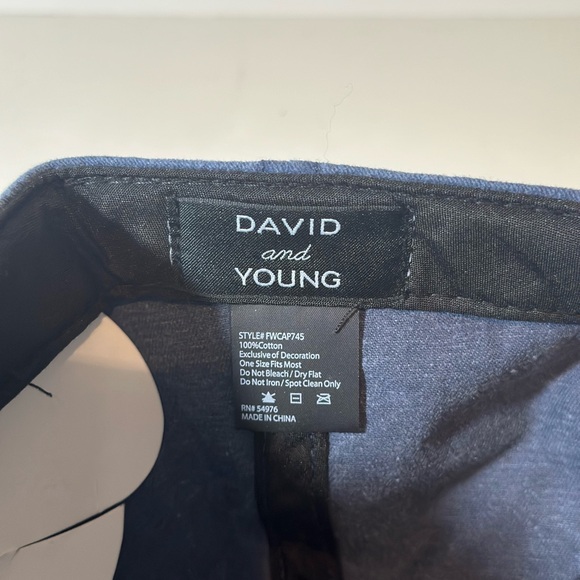 DAVID
and
YOUNG
STYLE# FWCAP745
100%Cotton
Exclusive of Decoration
One Size Fits Most
Do Not Bleach / Dry Flat
Do Not Iron / Spot Clean Only
RN# 54976
MADE IN CHINA